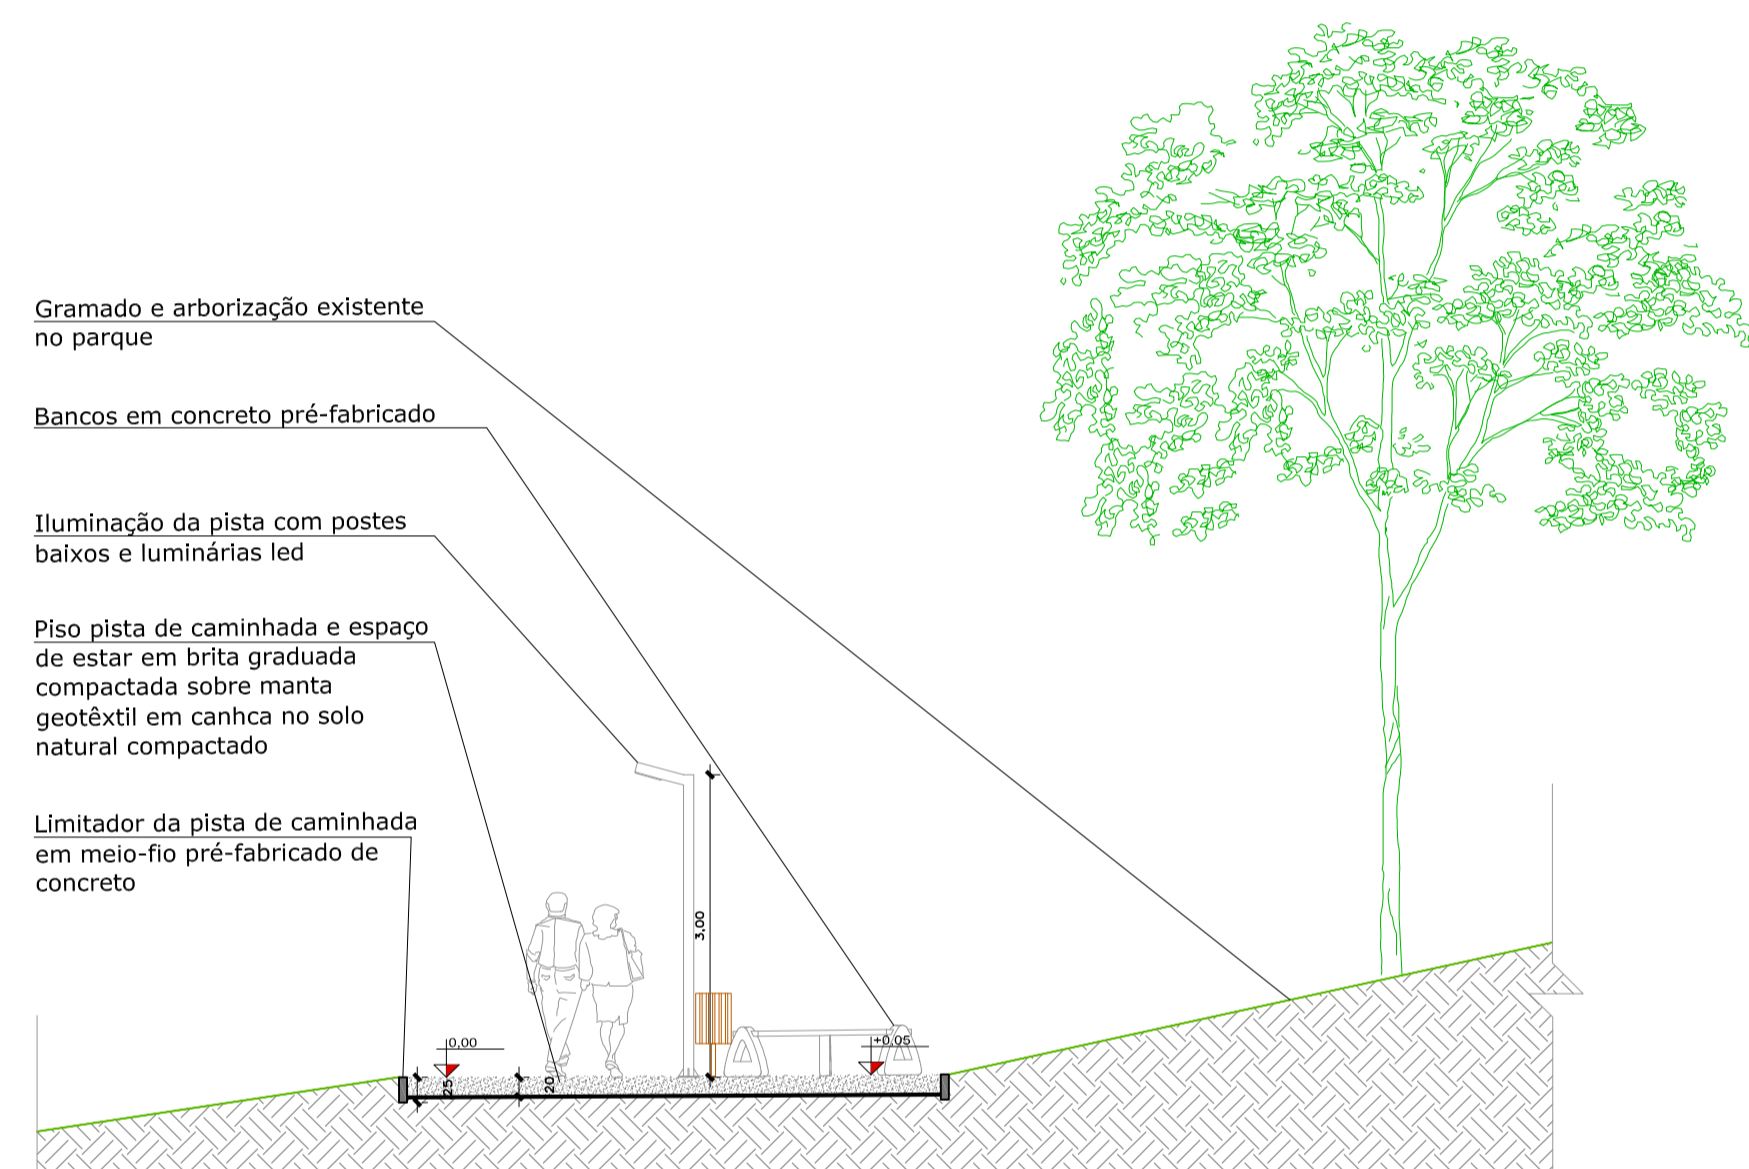 Gramado e arborização existente
no parque
Bancos em concreto pré-fabricado
Iluminação da pista com postes
baixos e luminárias led
Piso pista de caminhada e espaço
de estar em brita graduada
compactada sobre manta
geotêxtil em canhca no solo
natural compactado
Limitador da pista de caminhada
em meio-fio pré-fabricado de
concreto
3,00
0,00
+0,05
25
20